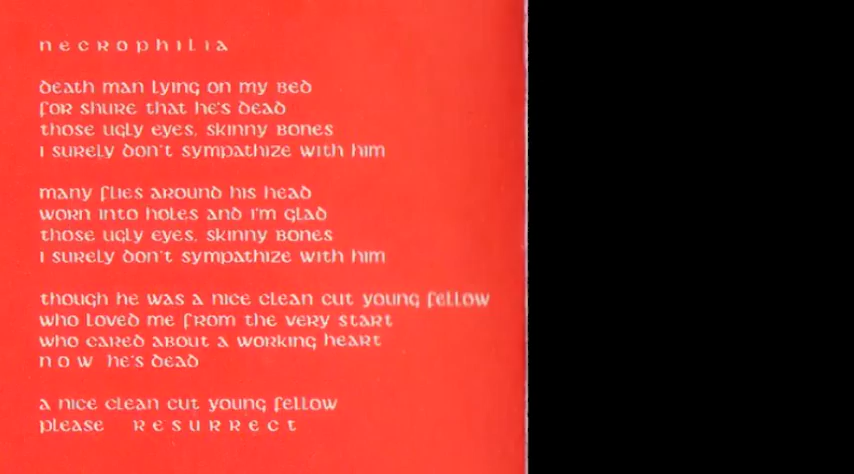 necrophilia
death man lying on my bed
for shure that he's dead
those ugly eyes, skinny bones
i surely don't sympathize with him
many flies around his head
worn into holes and i'm glad
those ugly eyes, skinny bones
i surely don't sympathize with him
though he was a nice clean cut young fellow
who loved me from the very start
who cared about a working heart
now he's dead
a nice clean cut young fellow
please resurrect